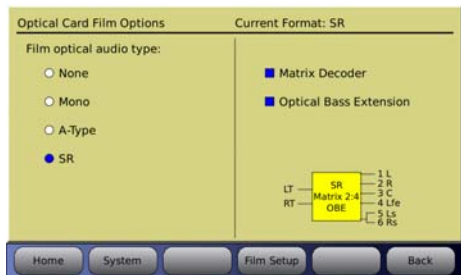 Optical Card Film Options
Current Format: SR
Film optical audio type:
None
Mono
A-Type
SR
Matrix Decoder
Optical Bass Extension
LT
RT
SR
Matrix 2:4
OBE
1 L
2 R
3 C
4 Lfe
5 Ls
6 Rs
Home
System
Film Setup
Back